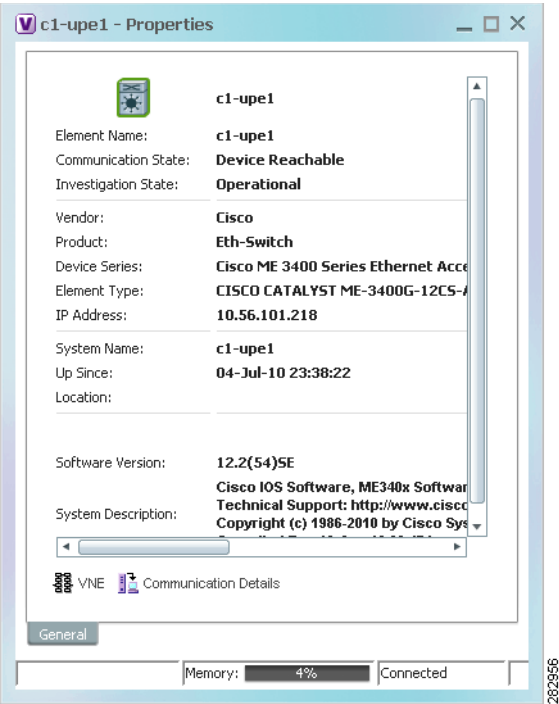 V c1-upe1 - Properties
c1-upe1
Element Name: c1-upe1
Communication State: Device Reachable
Investigation State: Operational
Vendor: Cisco
Product: Eth-Switch
Device Series: Cisco ME 3400 Series Ethernet Acce
Element Type: CISCO CATALYST ME-3400G-12CS-A
IP Address: 10.56.101.218
System Name: c1-upe1
Up Since: 04-Jul-10 23:38:22
Location:
Software Version: 12.2(54)SE
System Description: Cisco IOS Software, ME340x Softwar
Technical Support: http://www.cisco
Copyright (c) 1986-2010 by Cisco Sys
VNE Communication Details
General
Memory: 4% Connected
282956